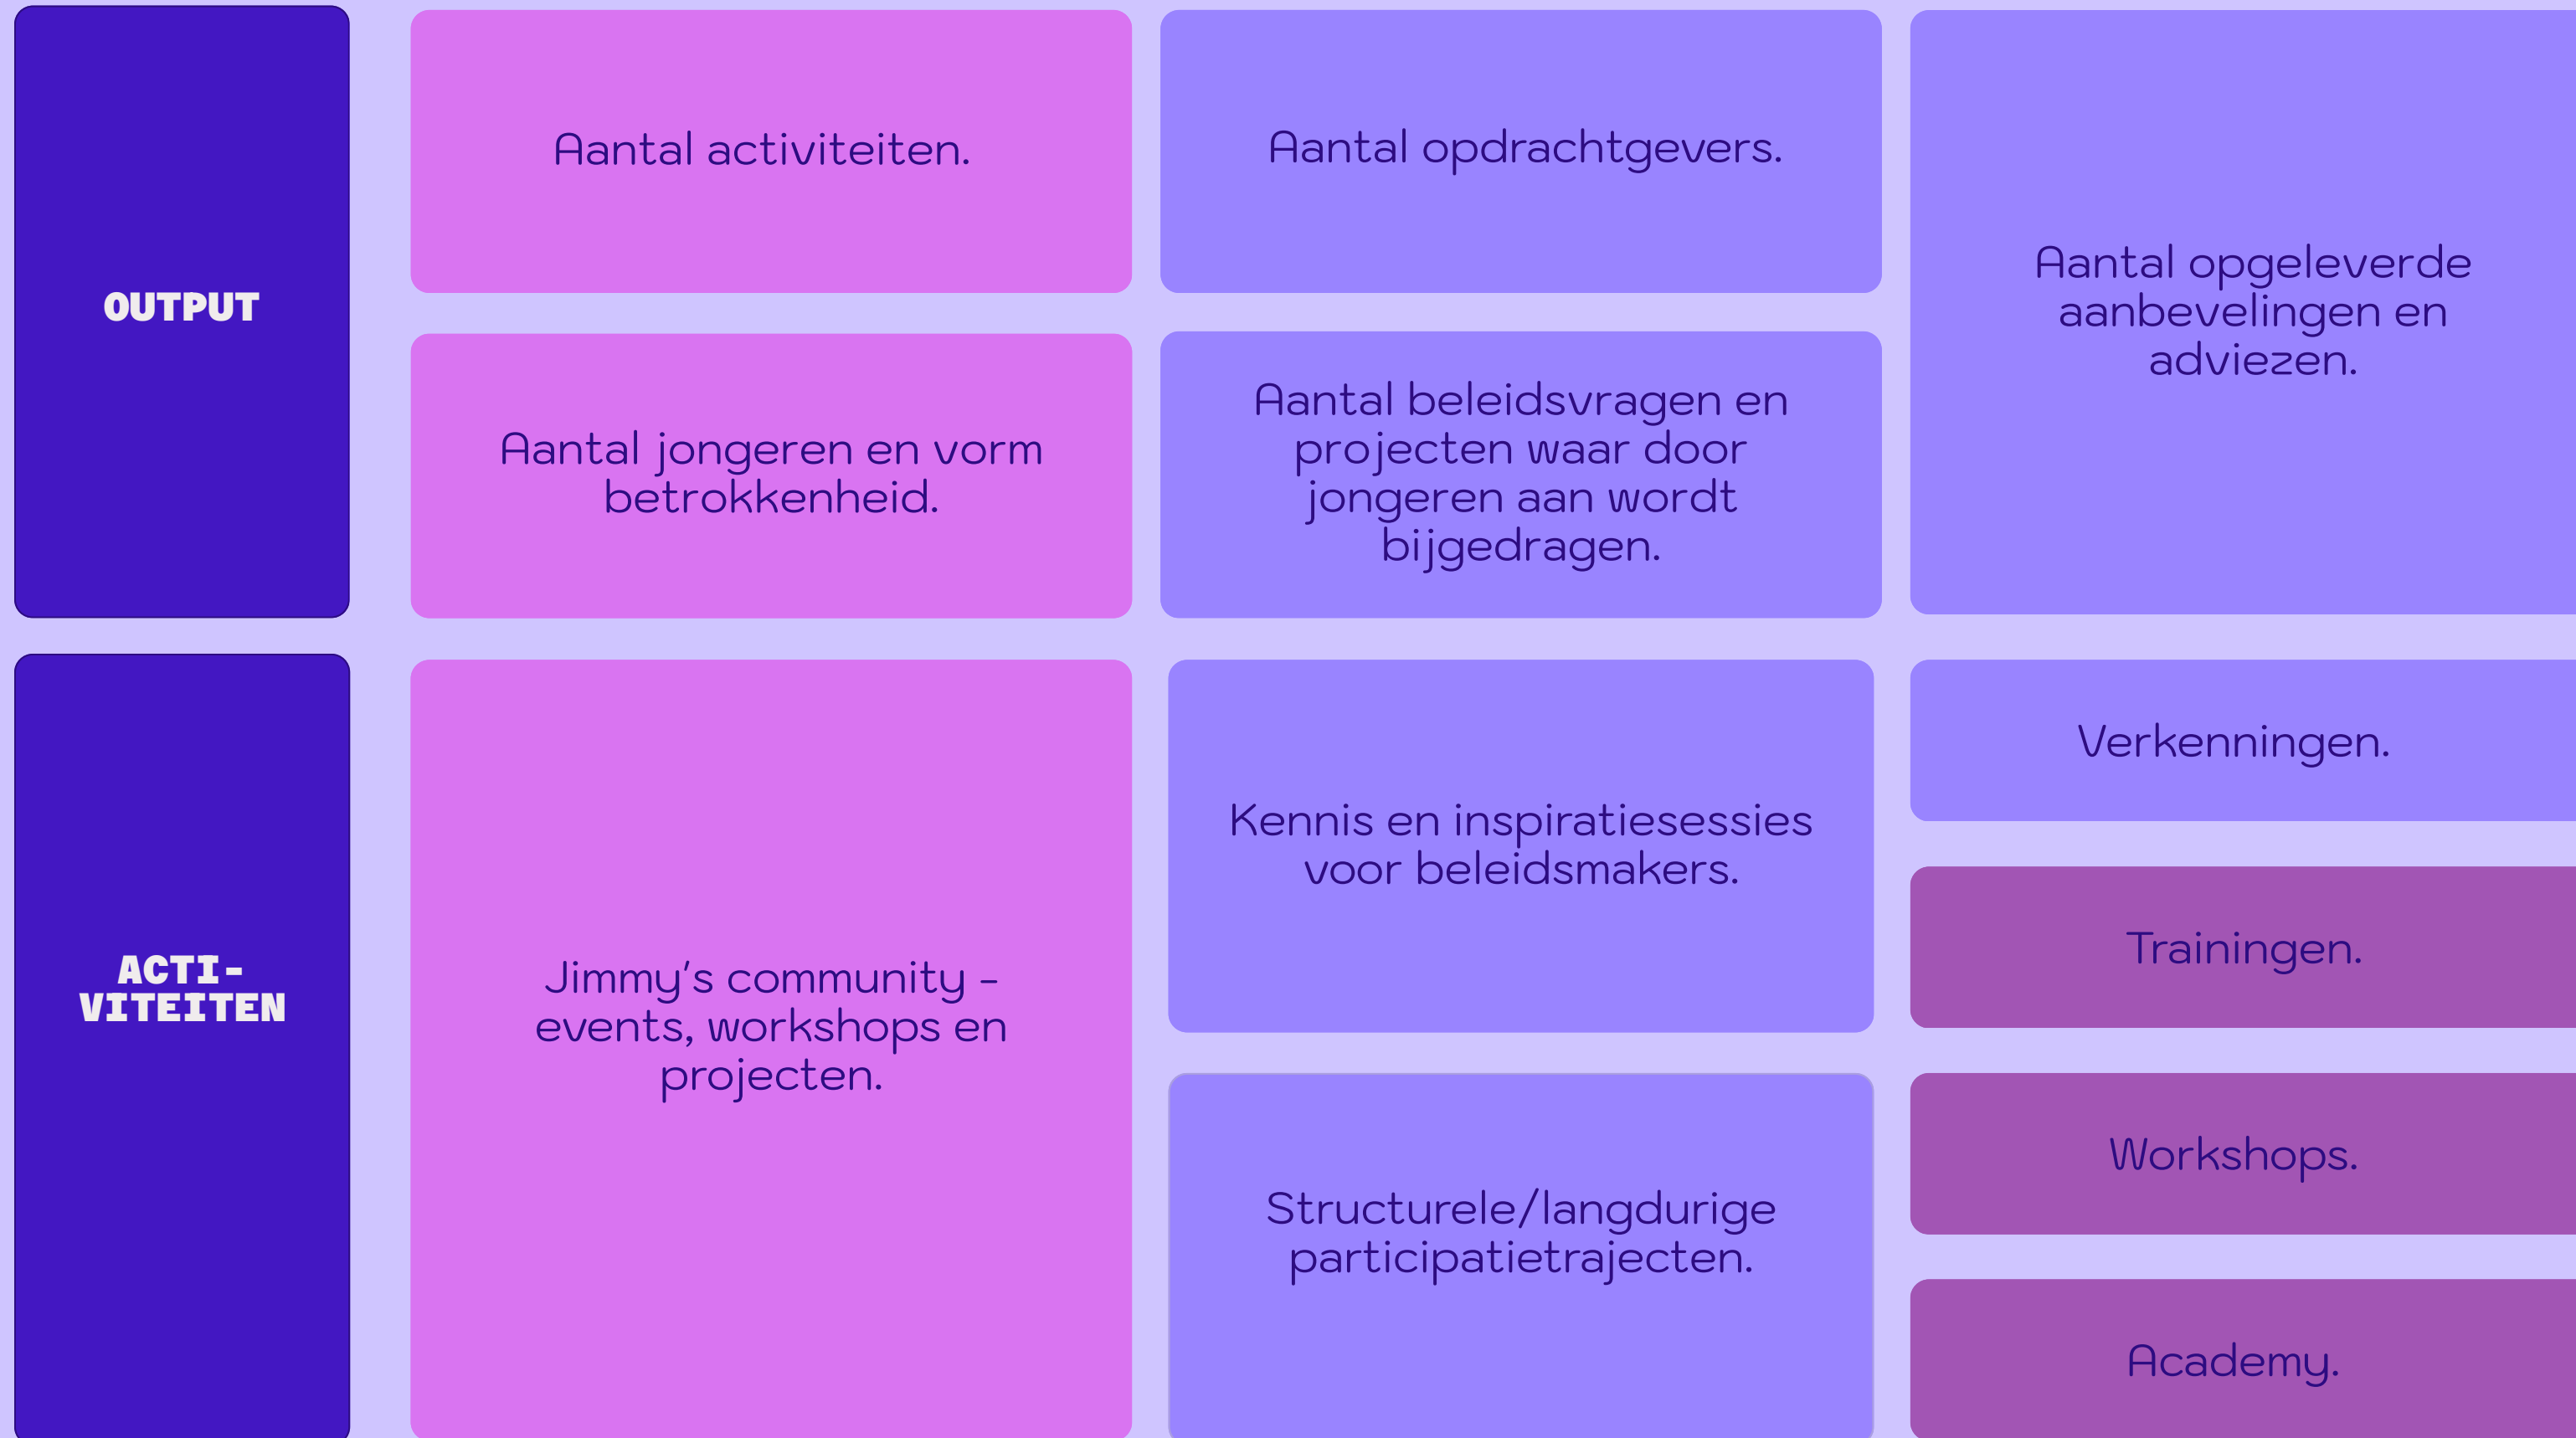 OUTPUT
Aantal activiteiten.
Aantal opdrachtgevers.
Aantal opgeleverde
aanbevelingen en
adviezen.
Aantal jongeren en vorm
betrokkenheid.
Aantal beleidsvragen en
projecten waar door
jongeren aan wordt
bijgedragen.
ACTI-
VITEITEN
Jimmy's community -
events, workshops en
projecten.
Kennis en inspiratiesessies
voor beleidsmakers.
Structurele/langdurige
participatietrajecten.
Verkenningen.
Trainingen.
Workshops.
Academy.